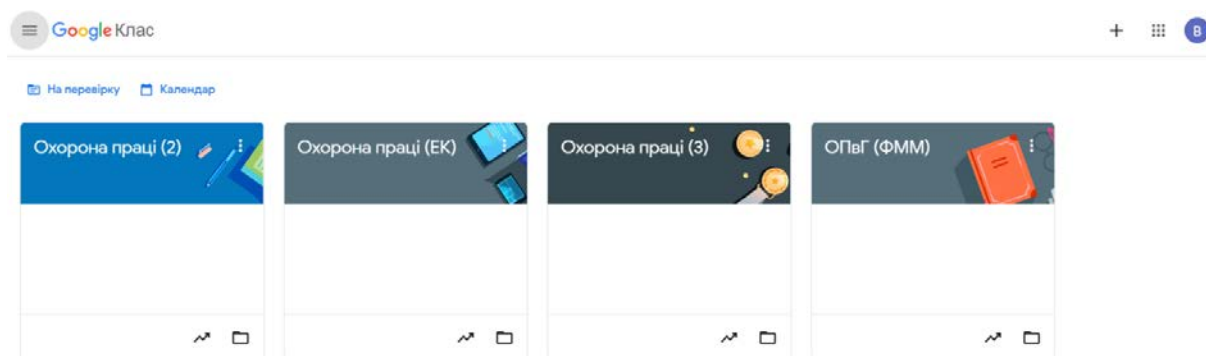 Google Клас
В
На перевірку
Календар
Охорона праці (2)
Охорона праці (ЕК)
Охорона праці (3)
ОПвГ (ФММ)